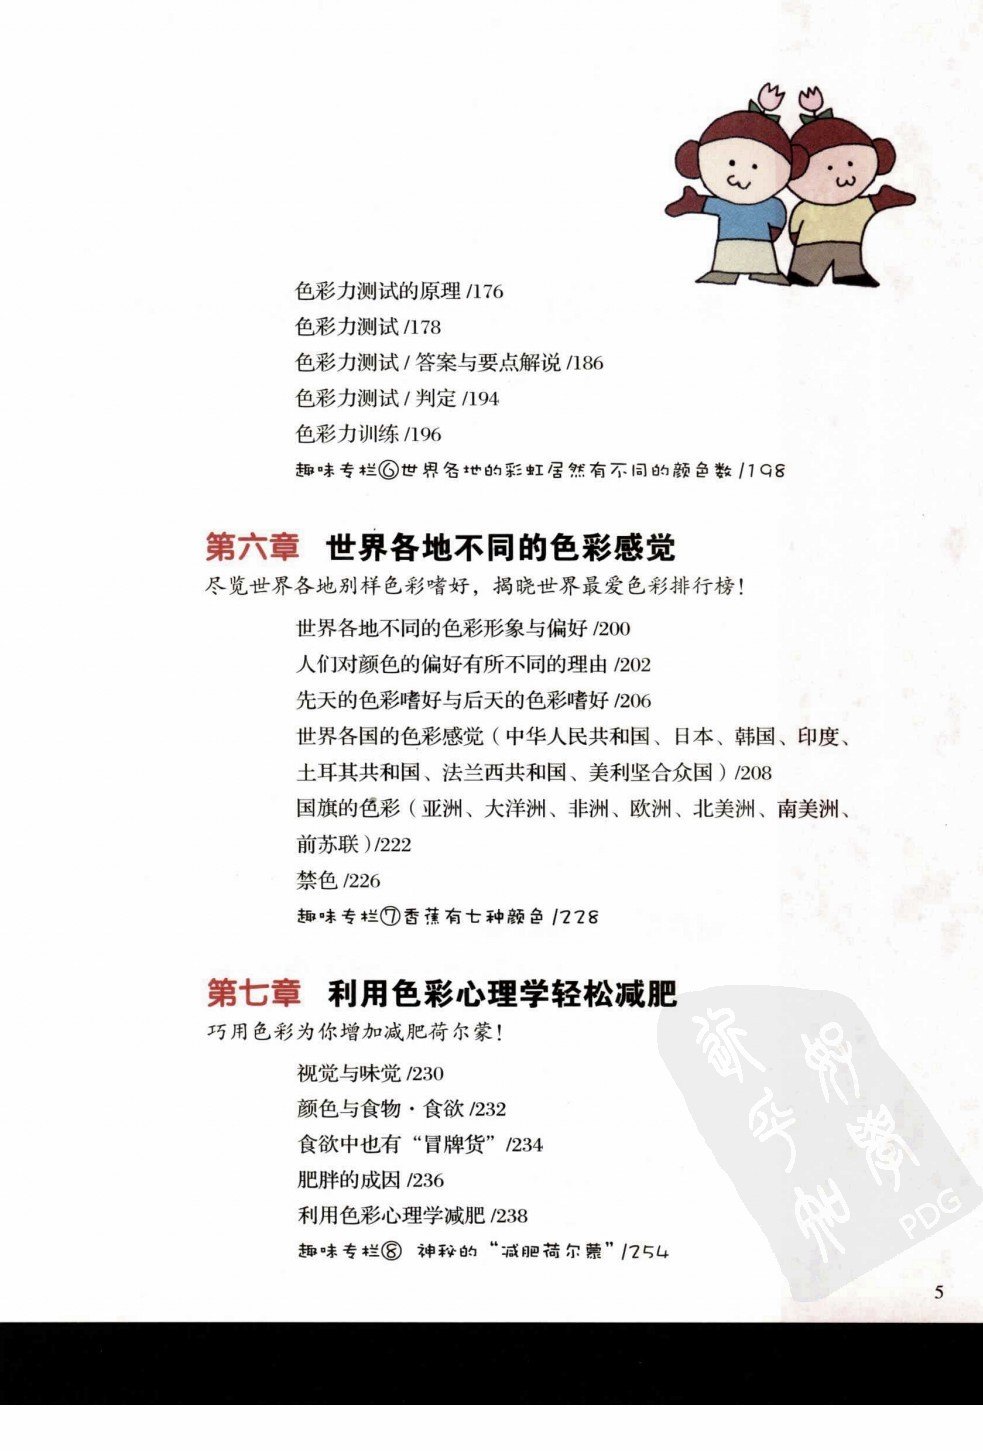 色彩力测试的原理 /176
色彩力测试 /178
色彩力测试 / 答案与要点解说 /186
色彩力测试 / 判定 /194
色彩力训练 /196
趣味专栏⑥世界各地的彩虹居然有不同的颜色数 /198
第六章 世界各地不同的色彩感觉
尽览世界各地别样色彩嗜好，揭晓世界最爱色彩排行榜！
世界各地不同的色彩形象与偏好 /200
人们对颜色的偏好有所不同的理由 /202
先天的色彩嗜好与后天的色彩嗜好 /206
世界各国的色彩感觉（中华人民共和国、日本、韩国、印度、
土耳其共和国、法兰西共和国、美利坚合众国）/208
国旗的色彩（亚洲、大洋洲、非洲、欧洲、北美洲、南美洲、
前苏联）/222
禁色 /226
趣味专栏⑦香蕉有七种颜色 /228
第七章 利用色彩心理学轻松减肥
巧用色彩为你增加减肥荷尔蒙！
视觉与味觉 /230
颜色与食物·食欲 /232
食欲中也有“冒牌货” /234
肥胖的成因 /236
利用色彩心理学减肥 /238
趣味专栏⑧ 神秘的“减肥荷尔蒙” /254
PDG
5